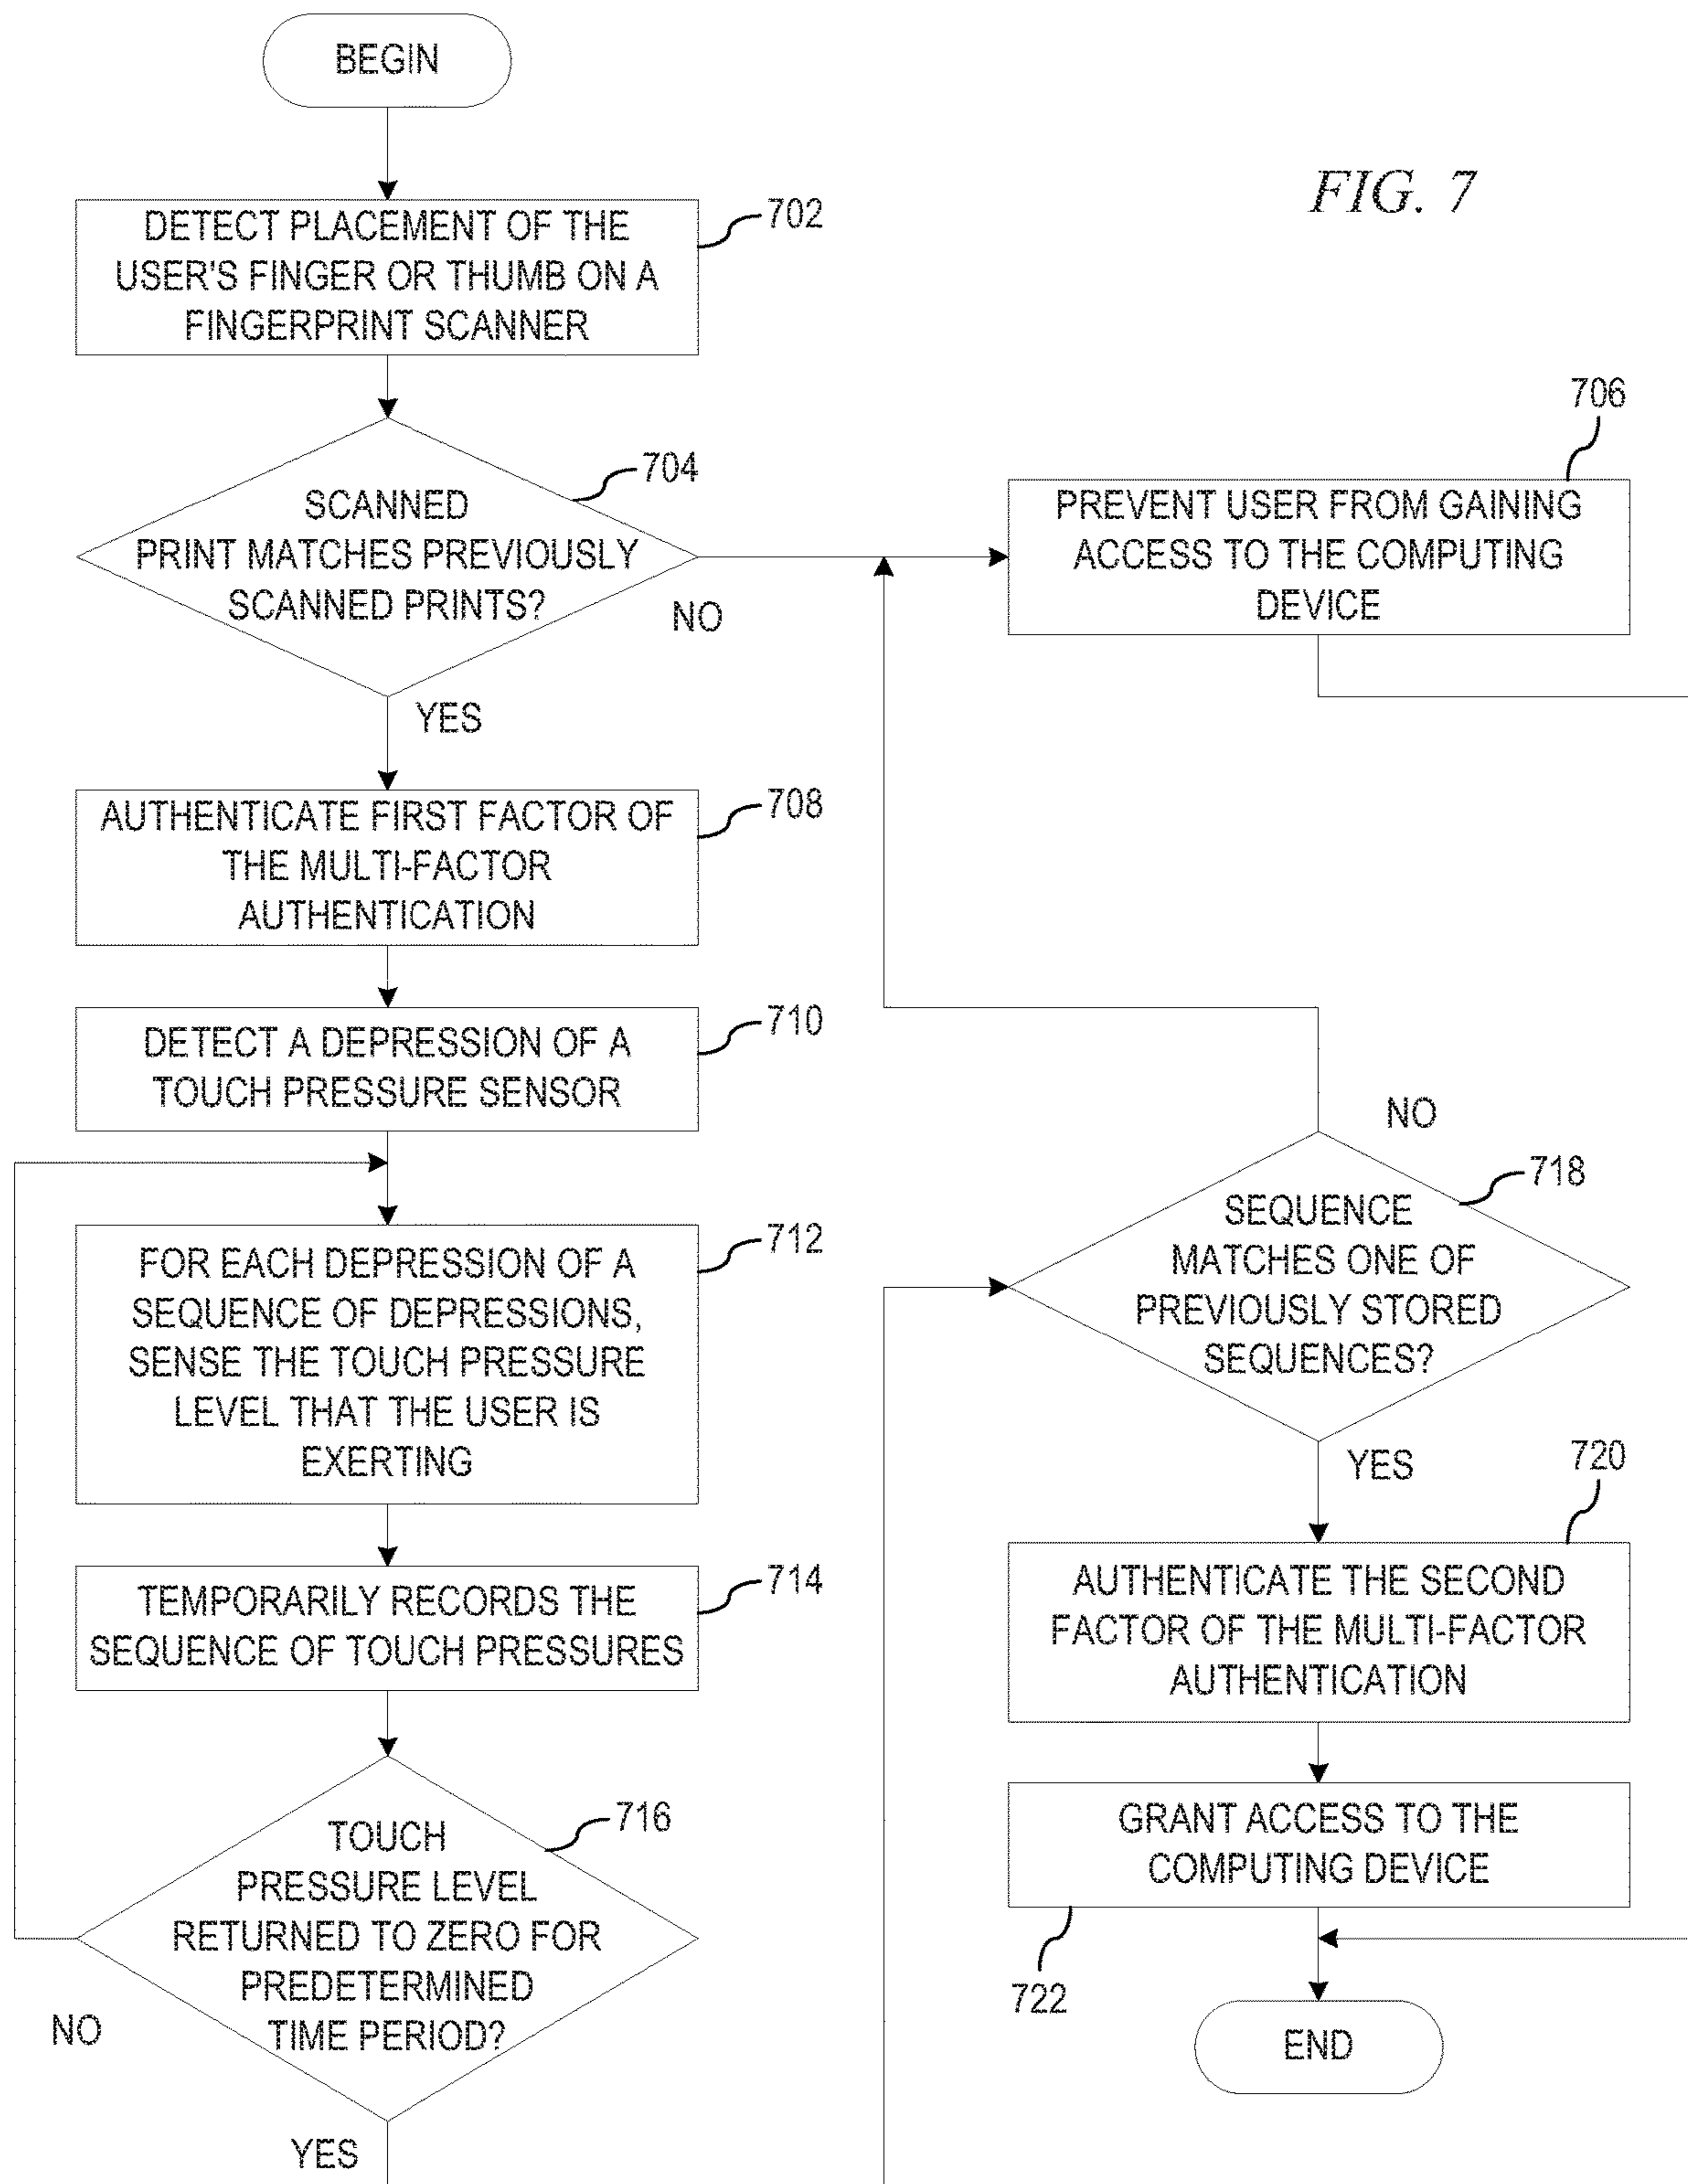 BEGIN
FIG. 7
702
DETECT PLACEMENT OF THE
USER'S FINGER OR THUMB ON A
FINGERPRINT SCANNER
704
SCANNED
PRINT MATCHES PREVIOUSLY
SCANNED PRINTS?
NO
YES
706
PREVENT USER FROM GAINING
ACCESS TO THE COMPUTING
DEVICE
708
AUTHENTICATE FIRST FACTOR OF
THE MULTI-FACTOR
AUTHENTICATION
710
DETECT A DEPRESSION OF A
TOUCH PRESSURE SENSOR
712
FOR EACH DEPRESSION OF A
SEQUENCE OF DEPRESSIONS,
SENSE THE TOUCH PRESSURE
LEVEL THAT THE USER IS
EXERTING
714
TEMPORARILY RECORDS THE
SEQUENCE OF TOUCH PRESSURES
716
TOUCH
PRESSURE LEVEL
RETURNED TO ZERO FOR
PREDETERMINED
TIME PERIOD?
NO
YES
NO
718
SEQUENCE
MATCHES ONE OF
PREVIOUSLY STORED
SEQUENCES?
YES
720
AUTHENTICATE THE SECOND
FACTOR OF THE MULTI-FACTOR
AUTHENTICATION
GRANT ACCESS TO THE
COMPUTING DEVICE
722
END